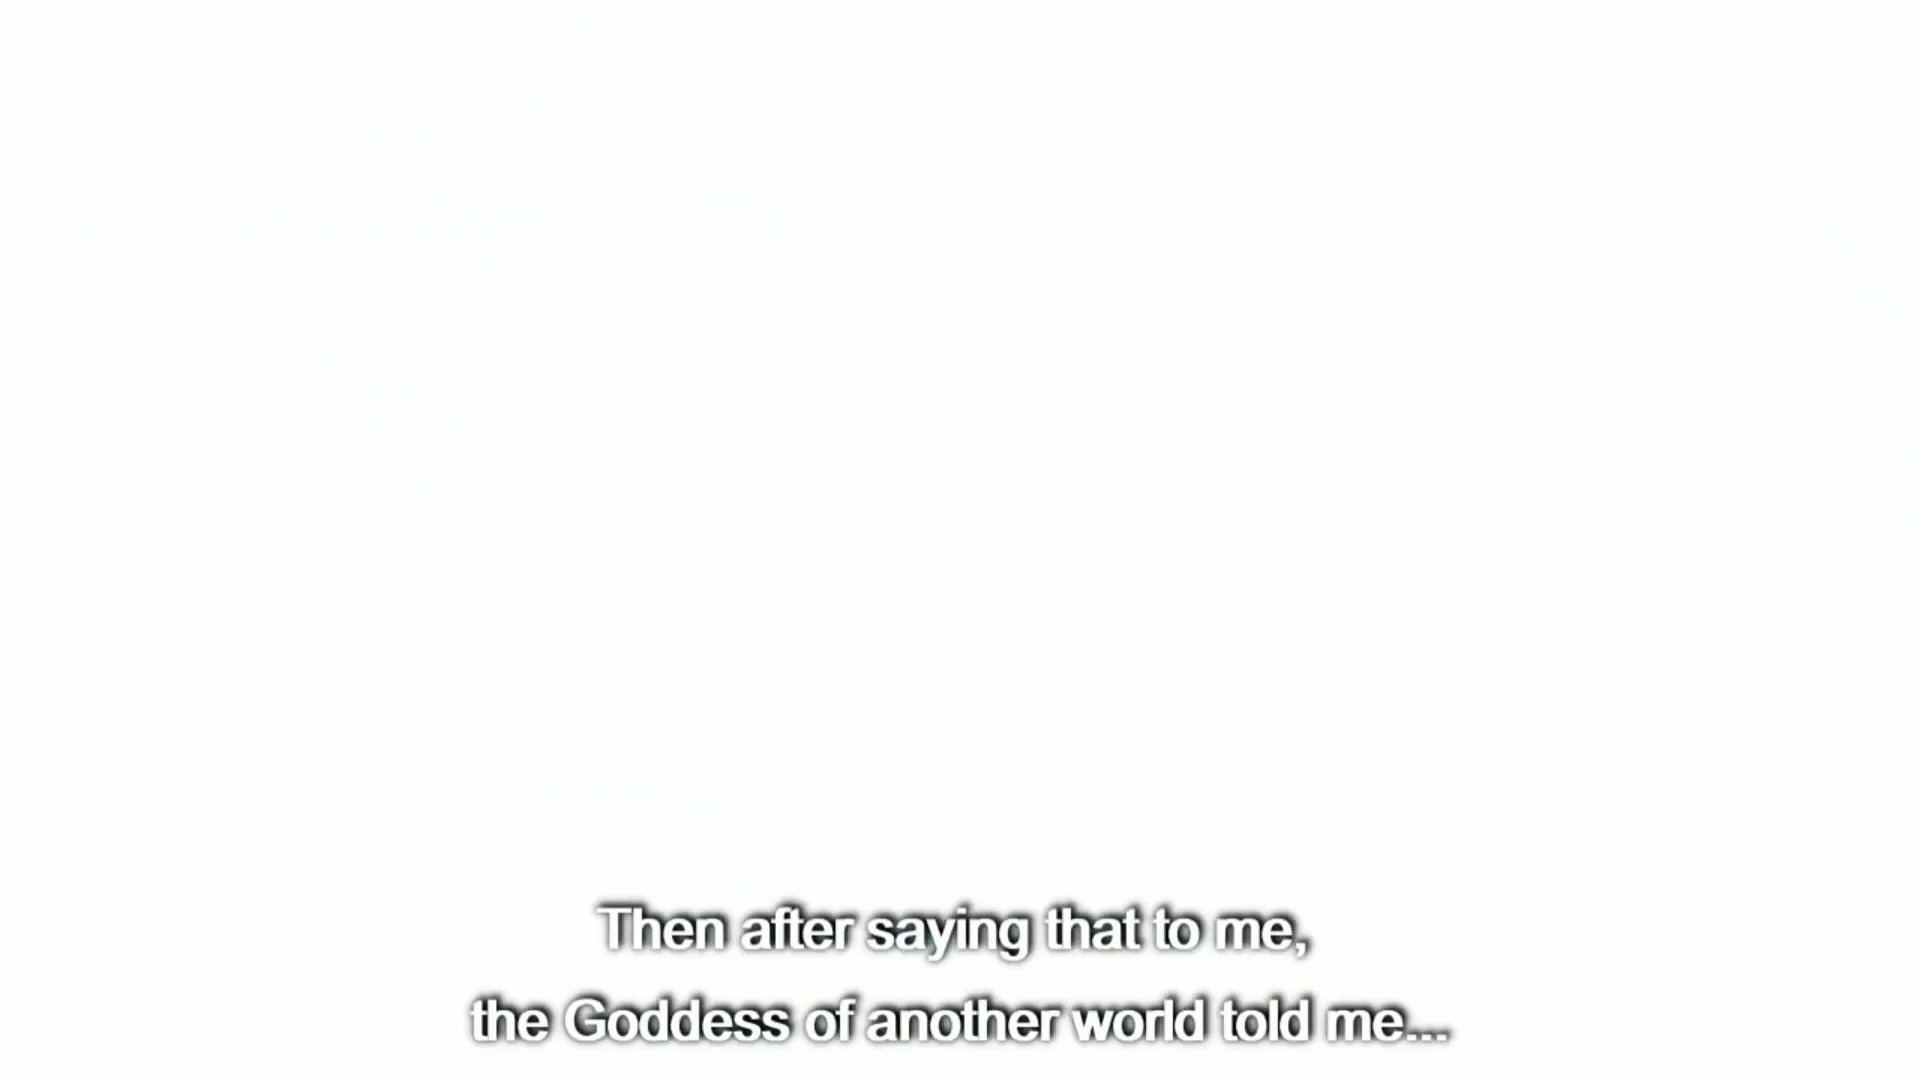 Then after saying that to me,
the Goddess of another world told me...